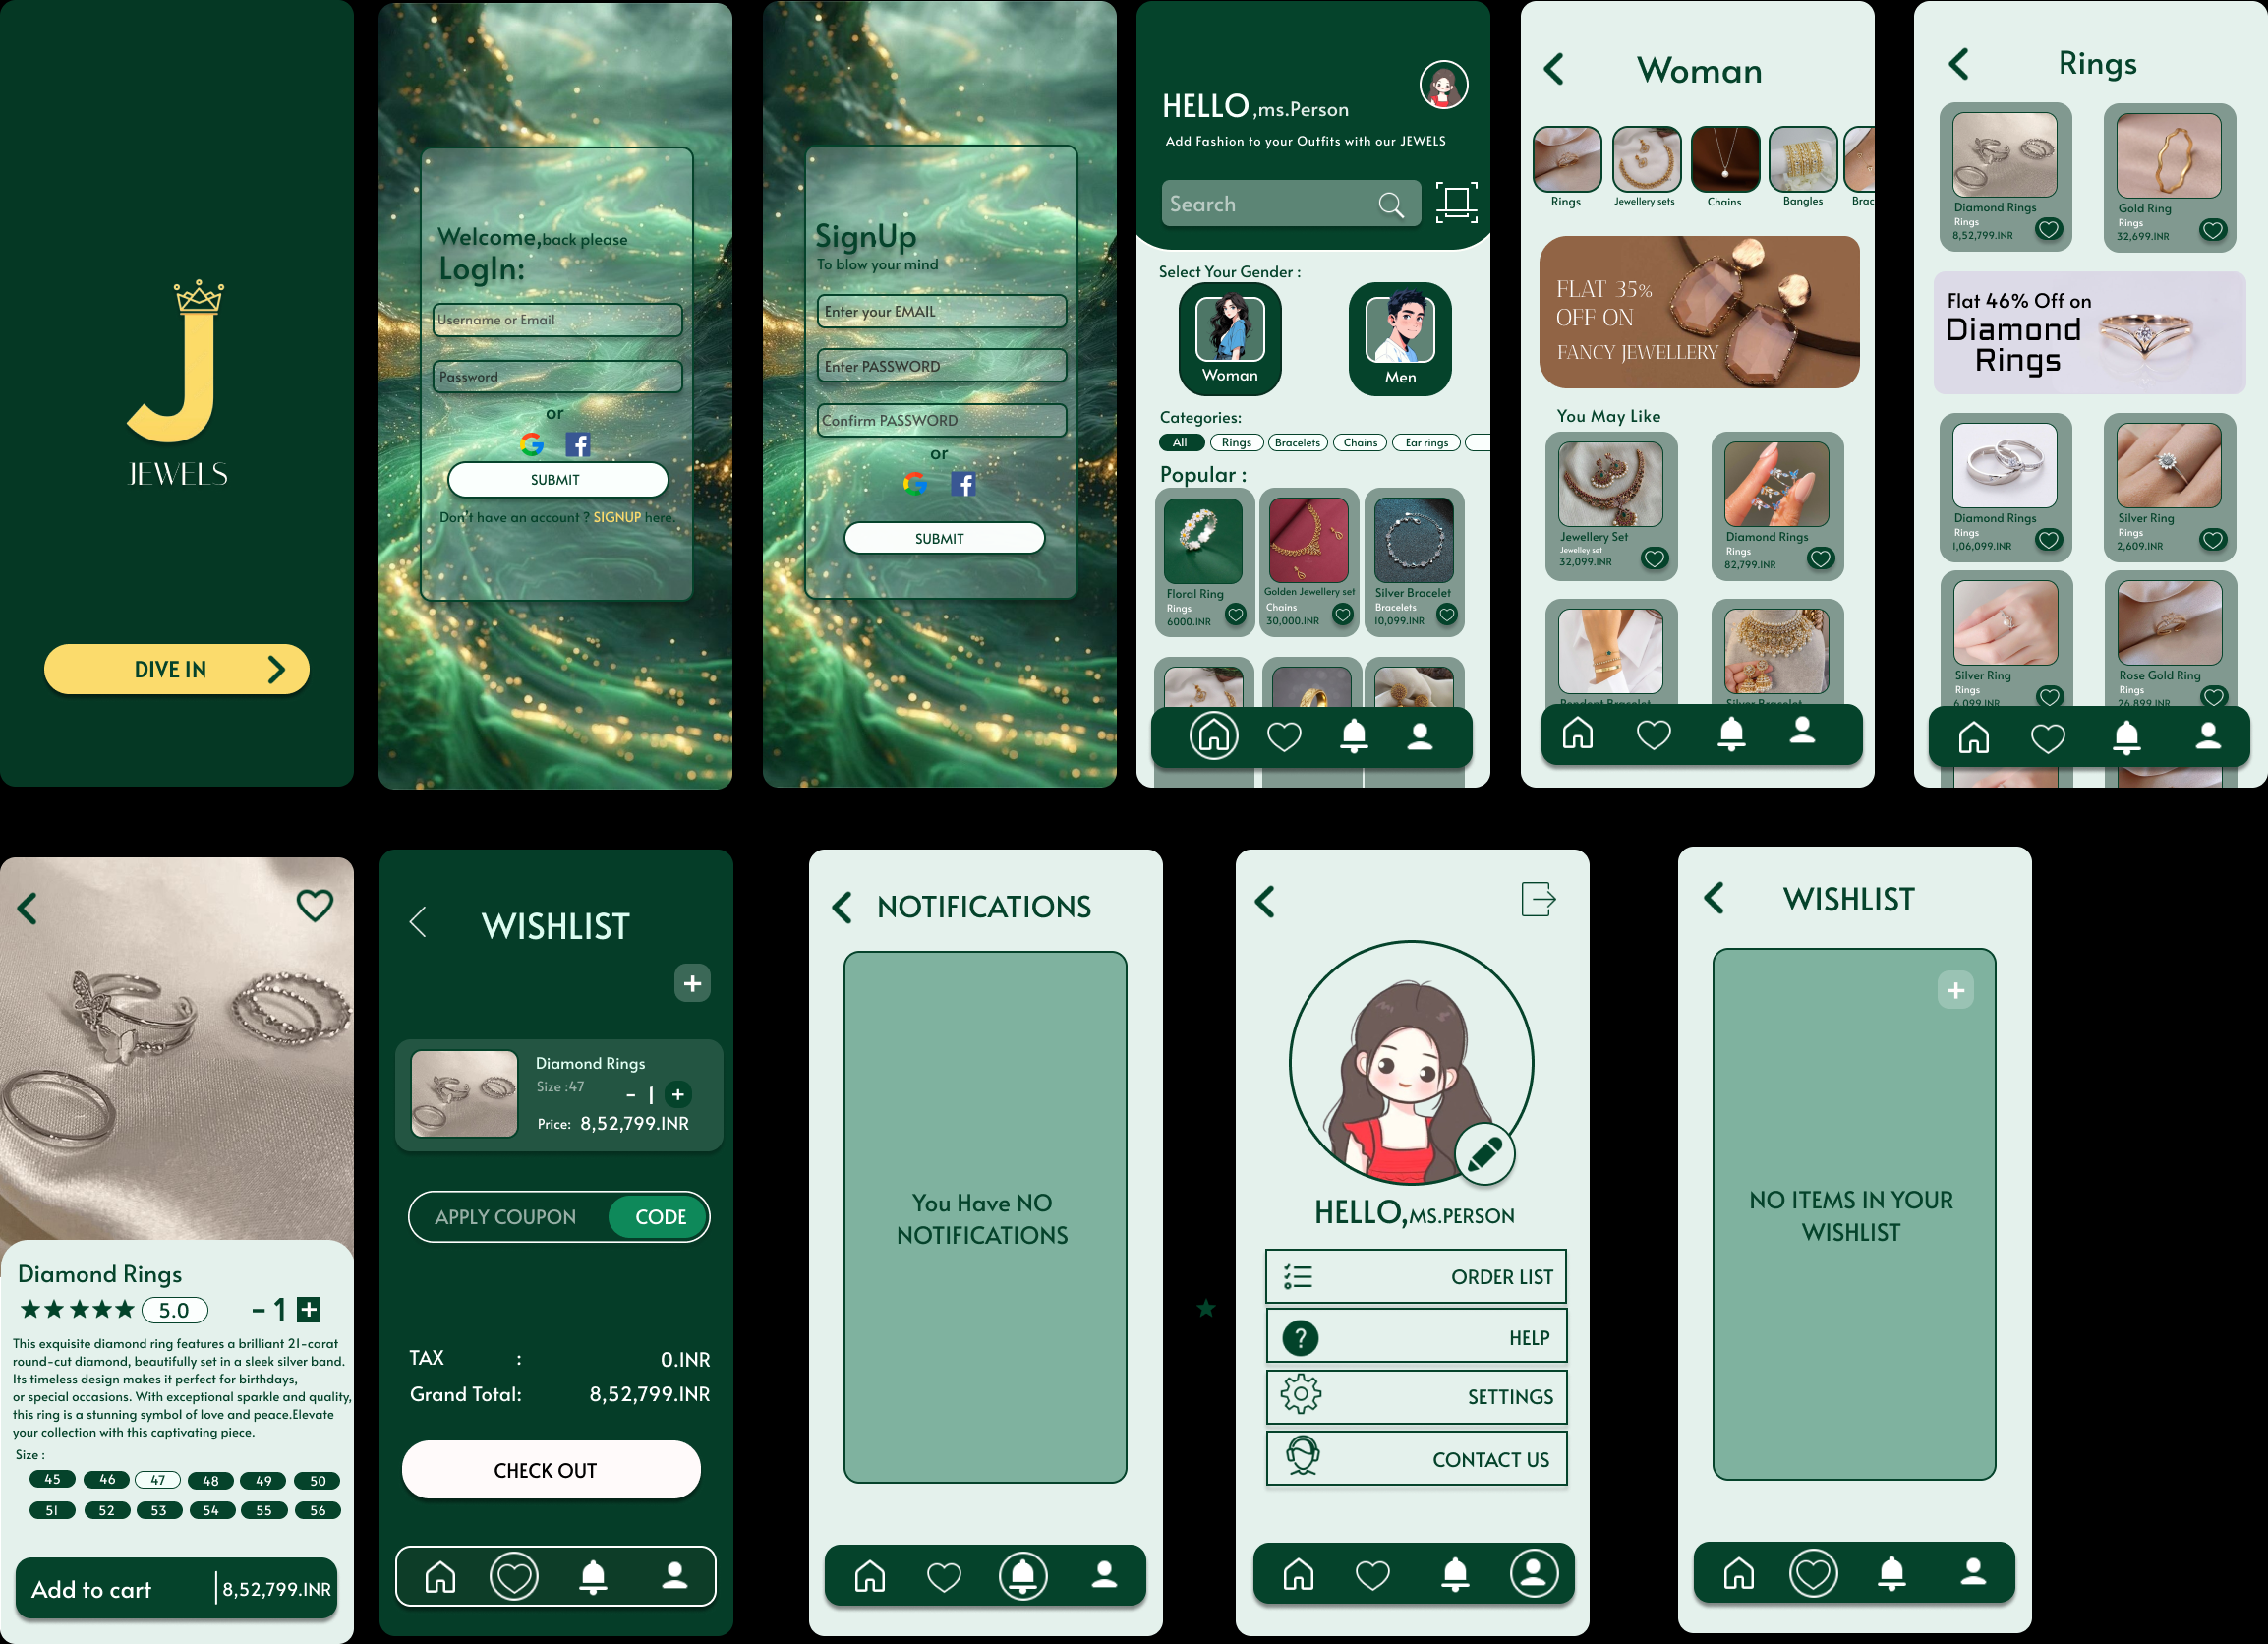 JEWELS
DIVE IN
Welcome,back please
LogIn:
Username or Email
Password
or
SUBMIT
Don't have an account ? SIGNUP here.
SignUp
To blow your mind
Enter your EMAIL
Enter PASSWORD
Confirm PASSWORD
or
SUBMIT
HELLO ,ms.Person
Add Fashion to your Outfits with our JEWELS
Search
Select Your Gender :
Woman
Men
Categories:
All
Rings
Bracelets
Chains
Ear rings
Popular :
Floral Ring
Rings
6000.INR
Golden Jewellery set
Chains
30,000.INR
Silver Bracelet
Bracelets
10,099.INR
Woman
Rings
Jewellery sets
Chains
Bangles
Brac
FLAT 35%
OFF ON
FANCY JEWELLERY
You May Like
Jewellery Set
Jewelley set
32,099.INR
Diamond Rings
Rings
82,799.INR
Pendant Bracelet
Silver Bracelet
Rings
Diamond Rings
Rings
8,52,799.INR
Gold Ring
Rings
32,699.INR
Flat 46% Off on
Diamond
Rings
Diamond Rings
Rings
1,06,099.INR
Silver Ring
Rings
2,609.INR
Silver Ring
Rings
6,099.INR
Rose Gold Ring
Rings
26,899.INR
Diamond Rings
5.0
- 1 +
This exquisite diamond ring features a brilliant 21-carat
round-cut diamond, beautifully set in a sleek silver band.
Its timeless design makes it perfect for birthdays,
or special occasions. With exceptional sparkle and quality,
this ring is a stunning symbol of love and peace.Elevate
your collection with this captivating piece.
Size :
45 46 47 48 49 50
51 52 53 54 55 56
Add to cart |8,52,799.INR
WISHLIST
+
Diamond Rings
Size :47
- 1 +
Price: 8,52,799.INR
APPLY COUPON CODE
TAX : 0.INR
Grand Total: 8,52,799.INR
CHECK OUT
NOTIFICATIONS
You Have NO
NOTIFICATIONS
HELLO,MS.PERSON
ORDER LIST
? HELP
SETTINGS
CONTACT US
WISHLIST
+
NO ITEMS IN YOUR
WISHLIST